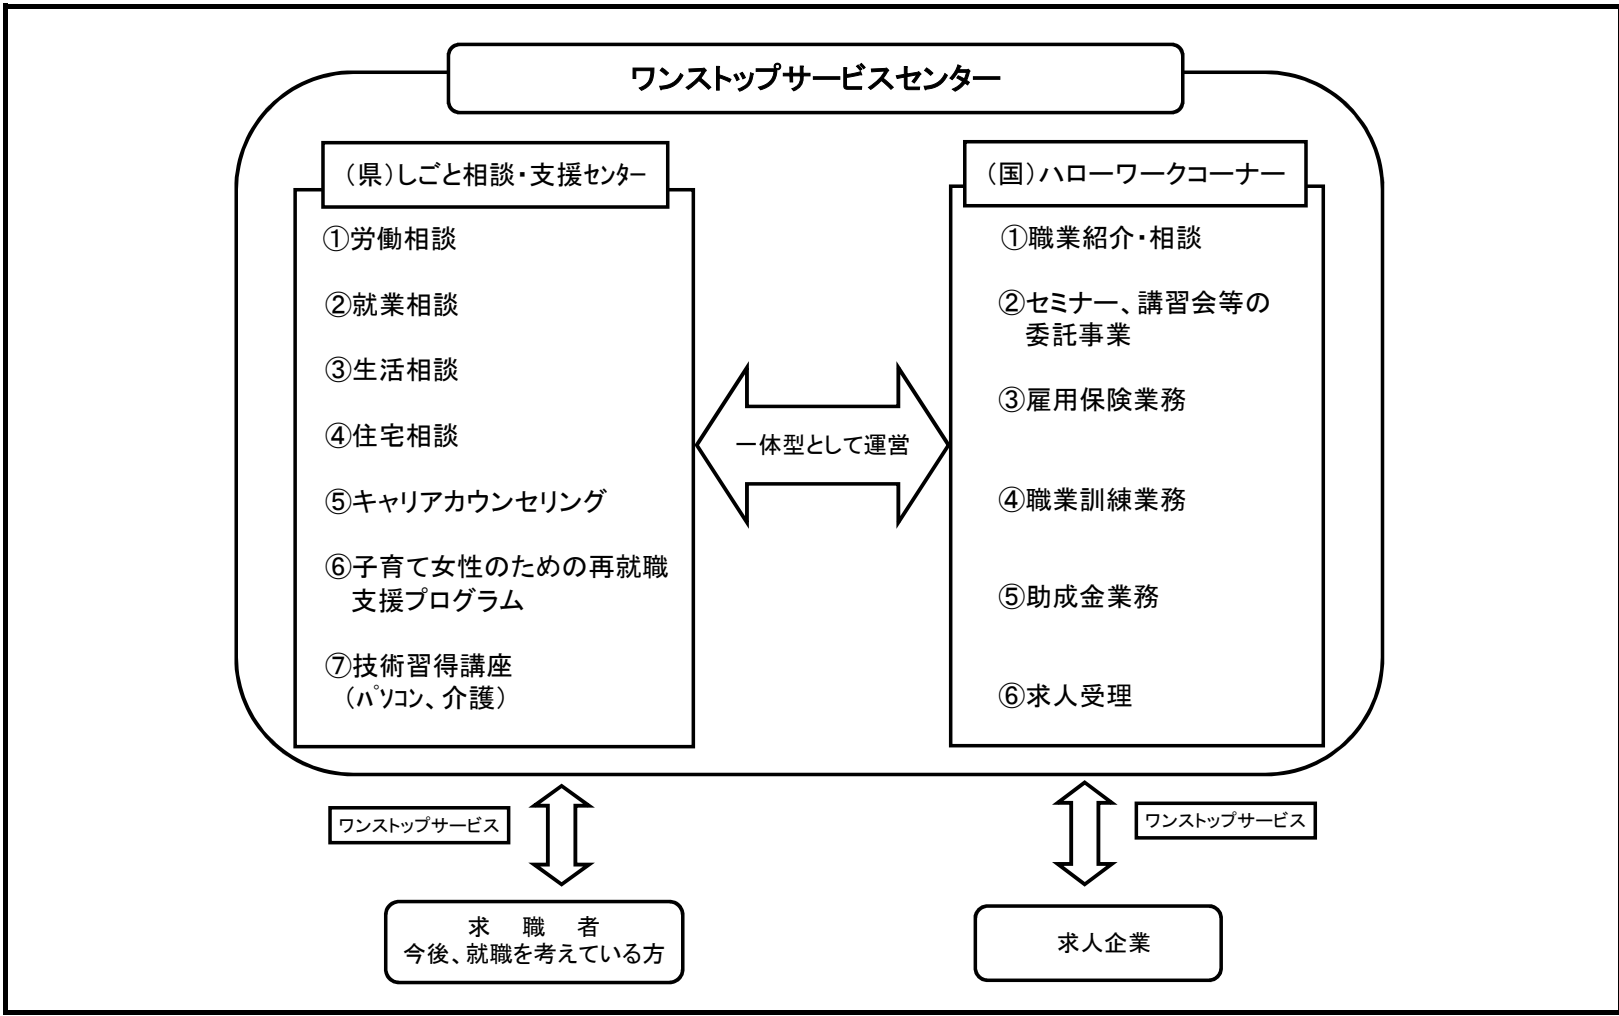 ワンストップサービスセンター
（県）しごと相談・支援ｾﾝﾀｰ
①労働相談
②就業相談
③生活相談
④住宅相談
⑤キャリアカウンセリング
⑥子育て女性のための再就職
支援プログラム
⑦技術習得講座
（ﾊﾟｿｺﾝ、介護）
一体型として運営
（国）ハローワークコーナー
①職業紹介・相談
②セミナー、講習会等の
委託事業
③雇用保険業務
④職業訓練業務
⑤助成金業務
⑥求人受理
ワンストップサービス
ワンストップサービス
求　職　者
今後、就職を考えている方
求人企業